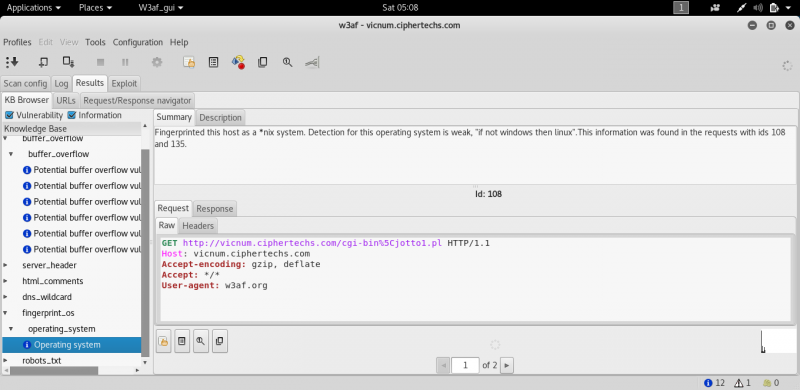 Applications Places W3af_gui Sat 05:08 1
w3af - vicnum.ciphertechs.com
Profiles Edit View Tools Configuration Help
Scan config Log Results Exploit
KB Browser URLs Request/Response navigator
Vulnerability Information
Knowledge Base
buffer_overflow
buffer_overflow
Potential buffer overflow vul
Potential buffer overflow vul
Potential buffer overflow vul
Potential buffer overflow vul
Potential buffer overflow vul
Potential buffer overflow vul
server_header
html_comments
dns_wildcard
fingerprint_os
operating_system
Operating system
robots_txt
Summary Description
Fingerprinted this host as a *nix system. Detection for this operating system is weak, "if not windows then linux".This information was found in the requests with ids 108
and 135.
Id: 108
Request Response
Raw Headers
GET http://vicnum.ciphertechs.com/cgi-bin%5Cjotto1.pl HTTP/1.1
Host: vicnum.ciphertechs.com
Accept-encoding: gzip, deflate
Accept: */*
User-agent: w3af.org
1 of 2
12 1 0